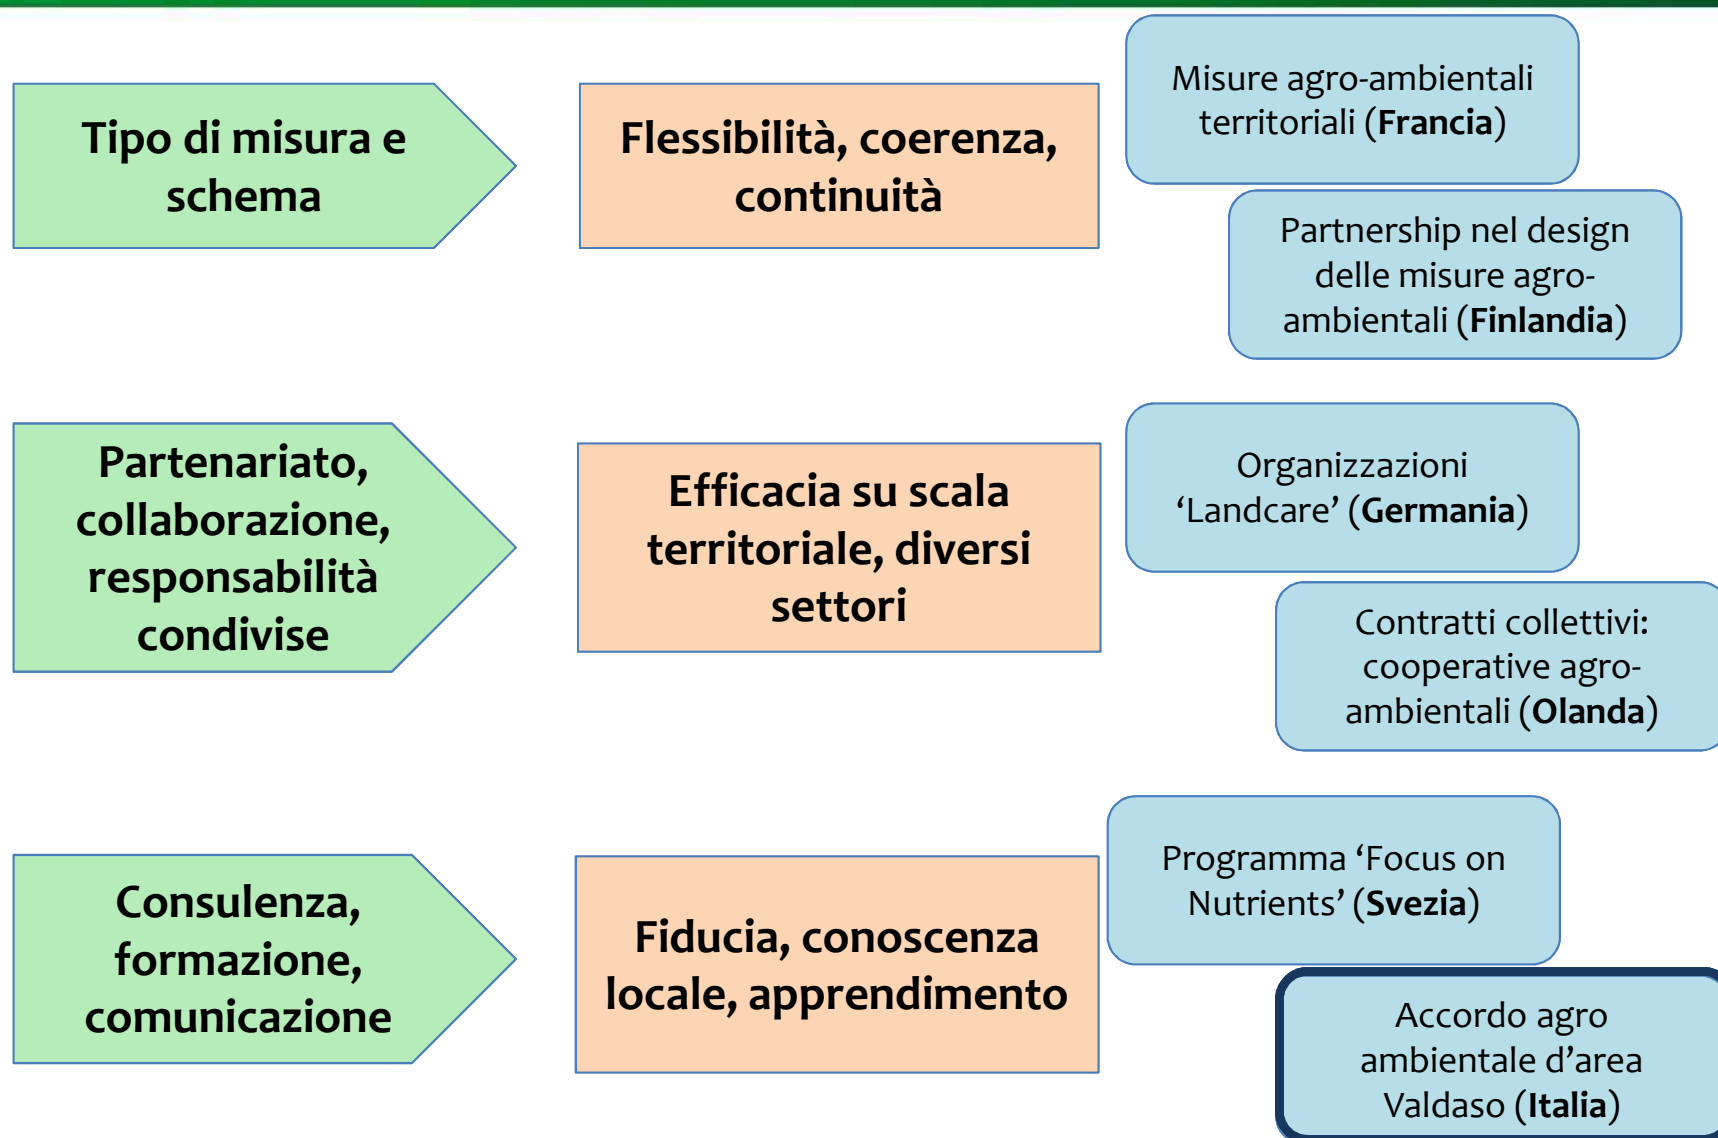 Tipo di misura e
schema
Flessibilità, coerenza,
continuità
Misure agro-ambientali
territoriali (Francia)
Partnership nel design
delle misure agro-
ambientali (Finlandia)
Partenariato,
collaborazione,
responsabilità
condivise
Efficacia su scala
territoriale, diversi
settori
Organizzazioni
‘Landcare’ (Germania)
Contratti collettivi:
cooperative agro-
ambientali (Olanda)
Consulenza,
formazione,
comunicazione
Fiducia, conoscenza
locale, apprendimento
Programma ‘Focus on
Nutrients’ (Svezia)
Accordo agro
ambientale d’area
Valdaso (Italia)